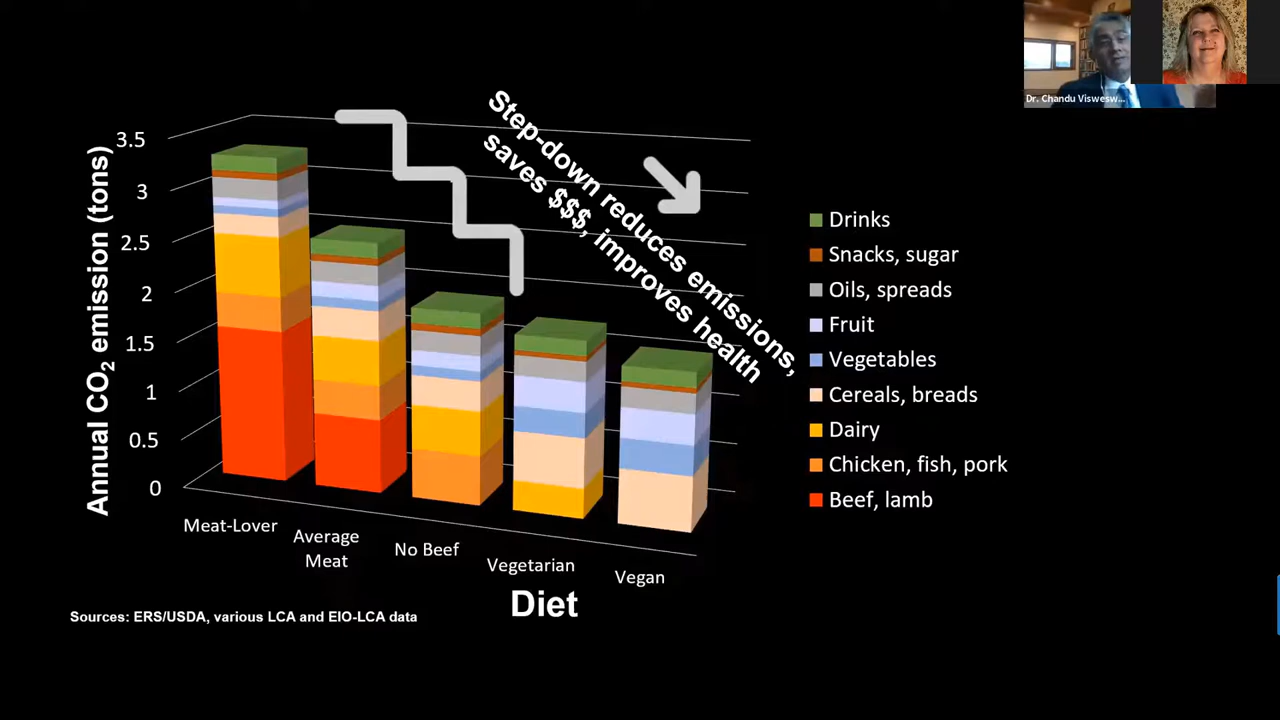 Dr. Chandu Viswesw...
Step-down reduces emissions,
saves $$$, improves health
Annual CO₂ emission (tons)
3.5
3
2.5
2
1.5
1
0.5
0
Meat-Lover
Average
Meat
No Beef
Vegetarian
Vegan
Diet
Drinks
Snacks, sugar
Oils, spreads
Fruit
Vegetables
Cereals, breads
Dairy
Chicken, fish, pork
Beef, lamb
Sources: ERS/USDA, various LCA and EIO-LCA data